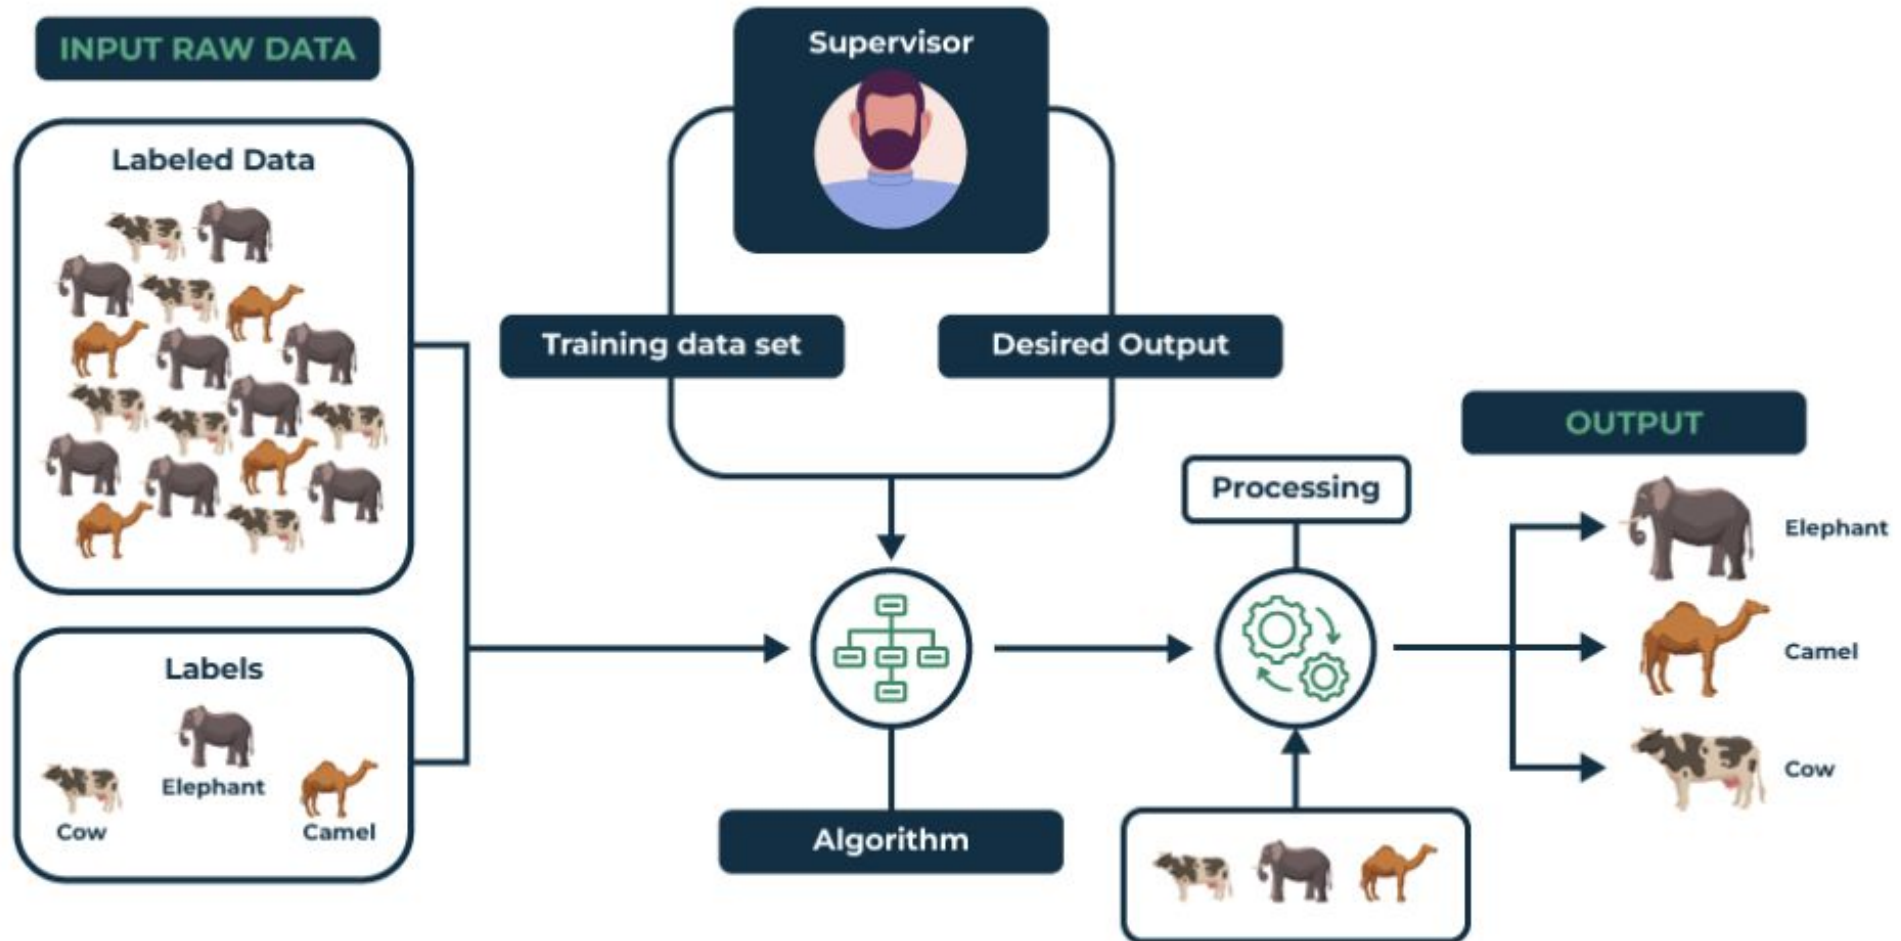 INPUT RAW DATA
Labeled Data
Labels
Elephant
Cow
Camel
Supervisor
Training data set
Desired Output
Algorithm
Processing
OUTPUT
Elephant
Camel
Cow